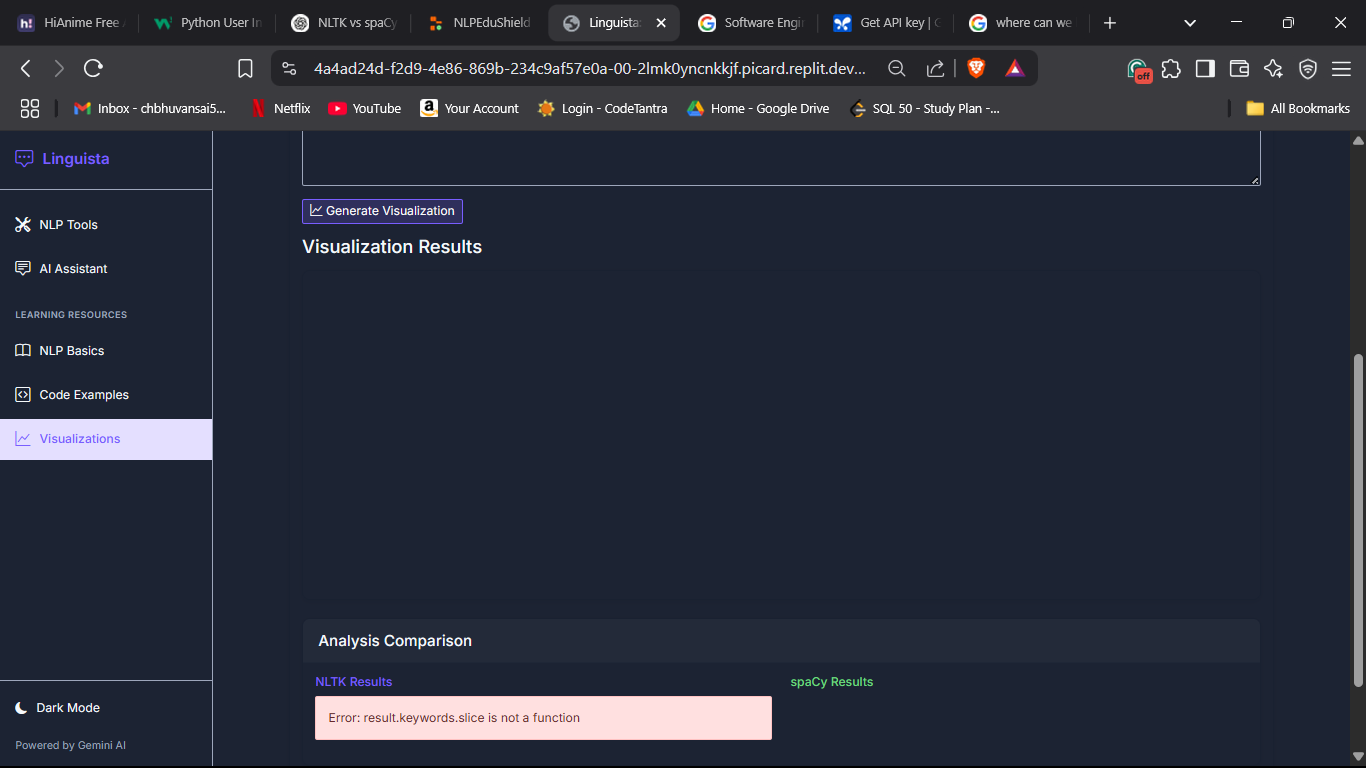 HiAnime Free
Python User In
NLTK vs spaCy
NLPEduShield
Linguista:
Software Engi
Get API key |
where can we
4a4ad24d-f2d9-4e86-869b-234c9af57e0a-00-2lmk0yncnkkjf.picard.replit.dev...
off
Inbox - chbhuvansai5...
Netflix
YouTube
Your Account
Login - CodeTantra
Home - Google Drive
SQL 50 - Study Plan -...
All Bookmarks
Linguista
NLP Tools
AI Assistant
LEARNING RESOURCES
NLP Basics
Code Examples
Visualizations
Dark Mode
Powered by Gemini AI
Generate Visualization
Visualization Results
Analysis Comparison
NLTK Results
spaCy Results
Error: result.keywords.slice is not a function